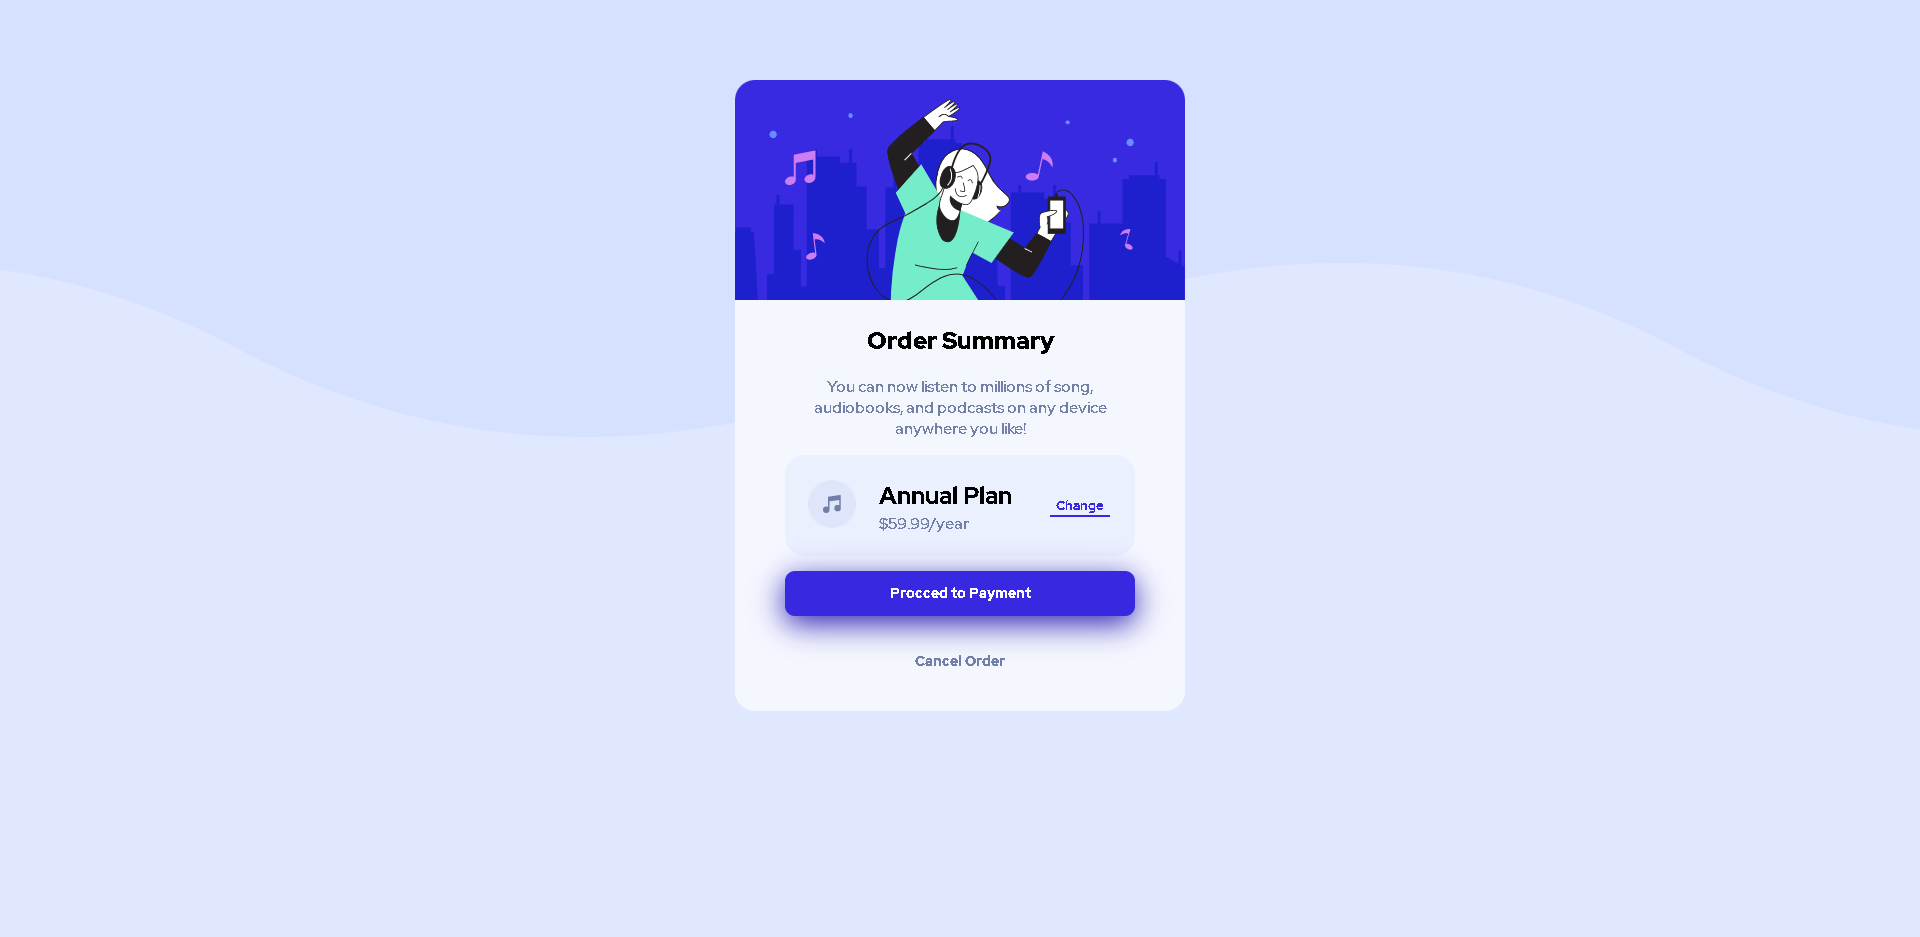 Order Summary
You can now listen to millions of song,
audiobooks, and podcasts on any device
anywhere you like!
Annual Plan
$59.99/year
Change
Procced to Payment
Cancel Order